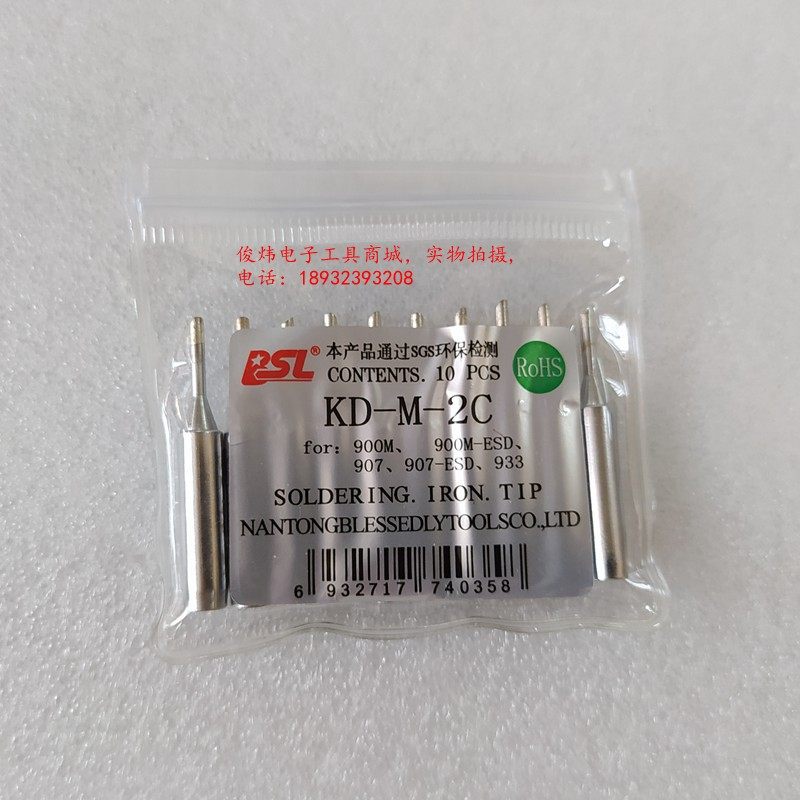 俊炜电子工具商城，实物拍摄，
电话：18932393208
BSL® 本产品通过SGS环保检测
CONTENTS. 10 PCS
RoHS
KD-M-2C
for: 900M、 900M-ESD、
907、907-ESD、933
SOLDERING. IRON. TIP
NANTONGBLESSEDLYTOOLSCO.,LTD
6 932717 740358